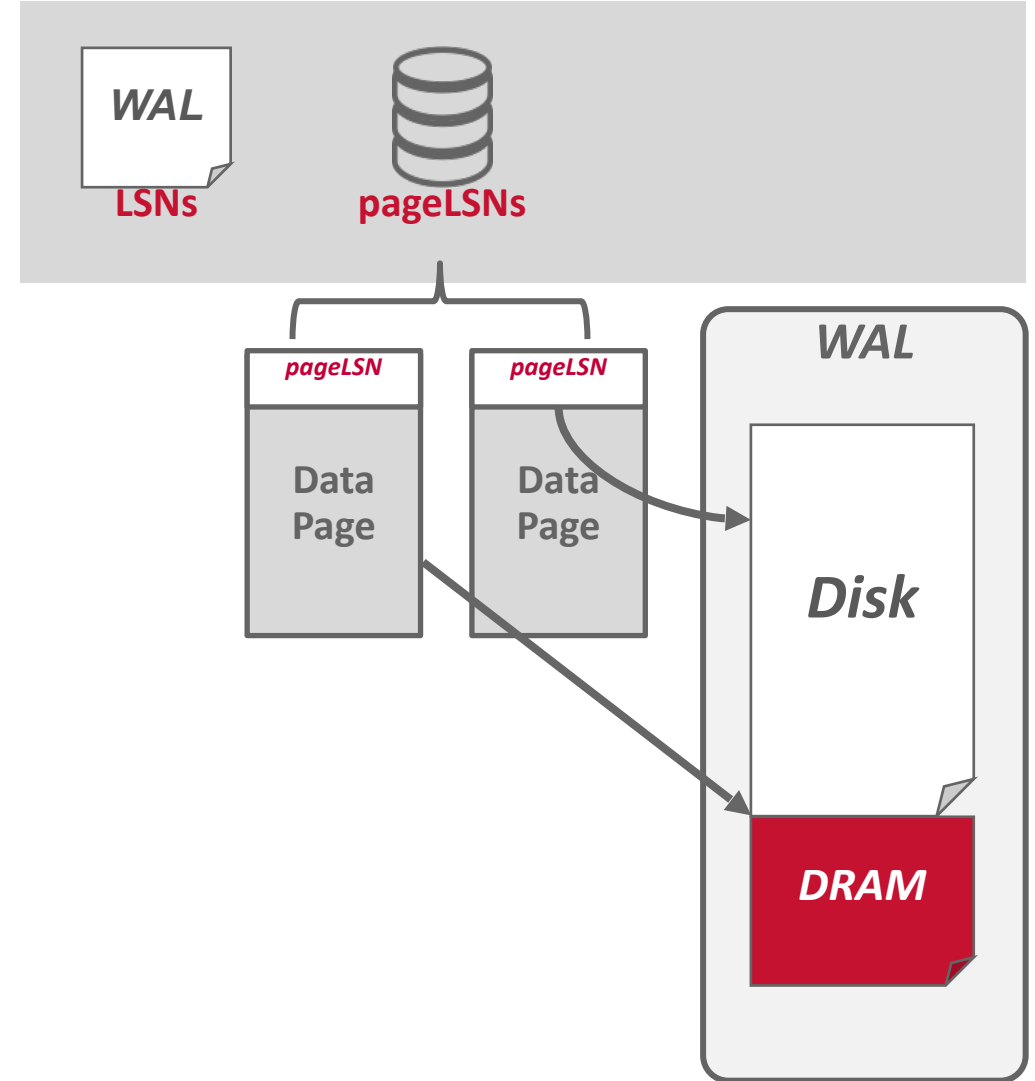 WAL
LSNs
pageLSNs
pageLSN
Data
Page
pageLSN
Data
Page
WAL
Disk
DRAM